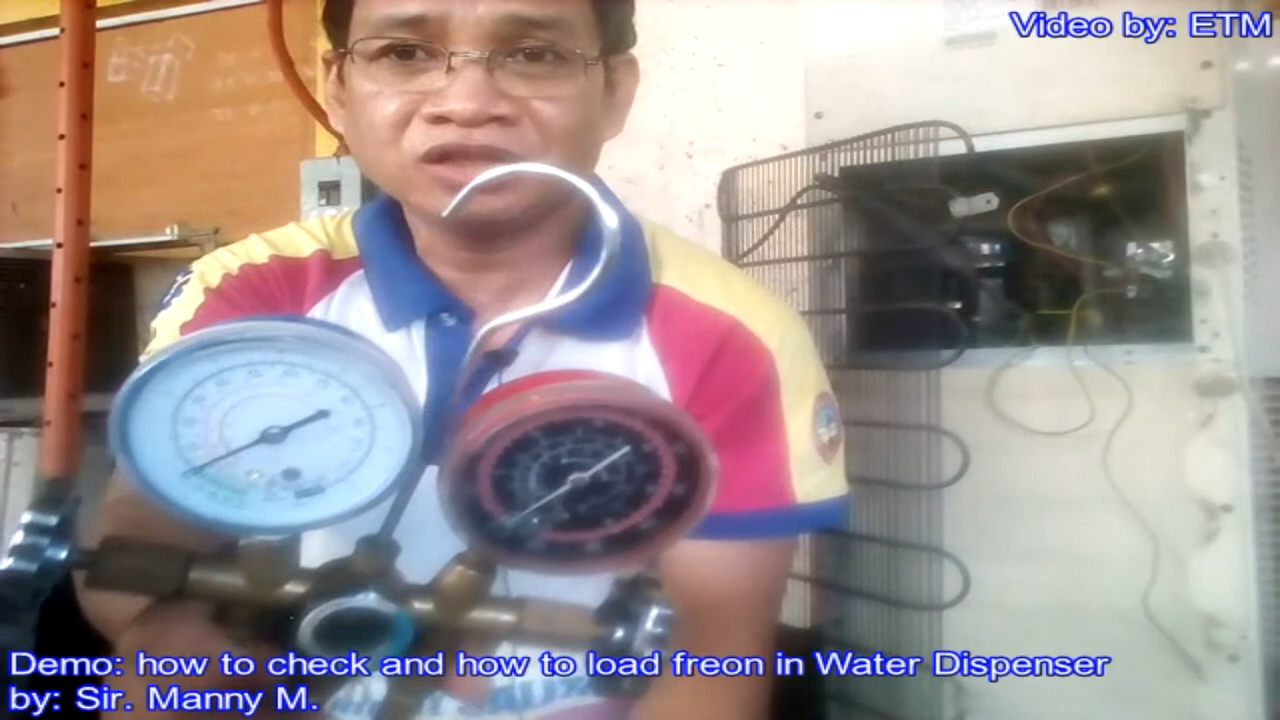 Video by: ETM
Demo: how to check and how to load freon in Water Dispenser
by: Sir. Manny M.